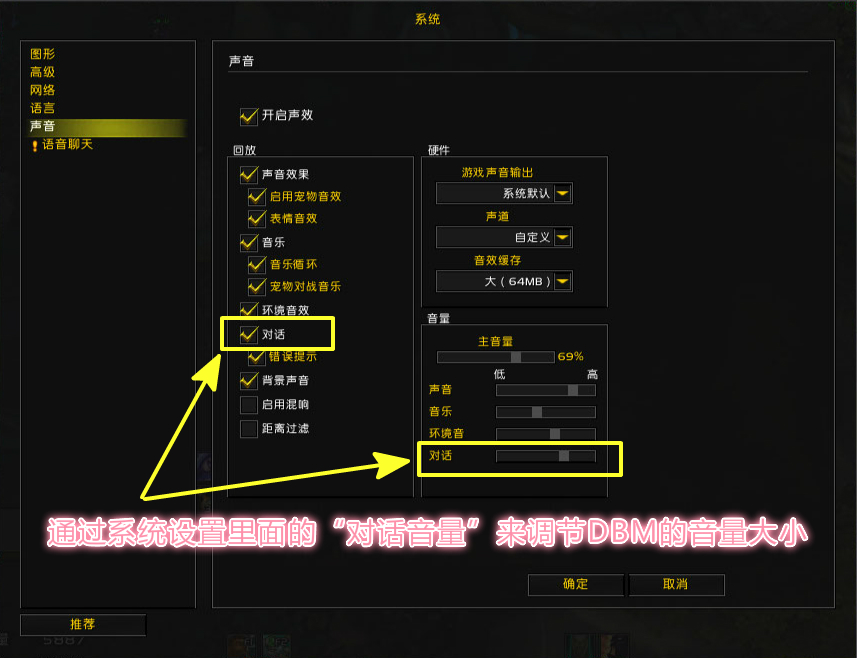 系统
图形
高级
网络
语言
声音
语音聊天
声音
开启声效
回放
声音效果
启用宠物音效
表情音效
音乐
音乐循环
宠物对战音乐
环境音效
对话
错误提示
背景声音
启用混响
距离过滤
硬件
游戏声音输出
系统默认
声道
自定义
音效缓存
大 ( 64MB )
音量
主音量
69%
低 高
声音
音乐
环境音
对话
通过系统设置里面的“对话音量”来调节DBM的音量大小
确定 取消
推荐
5887